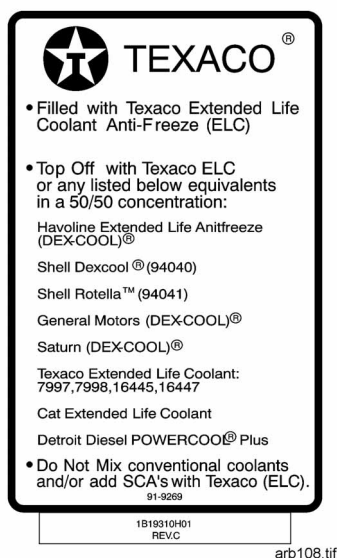 TEXACO®
• Filled with Texaco Extended Life
Coolant Anti-Freeze (ELC)
• Top Off with Texaco ELC
or any listed below equivalents
in a 50/50 concentration:
Havoline Extended Life Anitfreeze
(DEX-COOL)®
Shell Dexcool ® (94040)
Shell Rotella™ (94041)
General Motors (DEX-COOL)®
Saturn (DEX-COOL)®
Texaco Extended Life Coolant:
7997,7998,16445,16447
Cat Extended Life Coolant
Detroit Diesel POWERCOOL® Plus
• Do Not Mix conventional coolants
and/or add SCA's with Texaco (ELC).
91-9269
1B19310H01
REV.C
arb108.tif